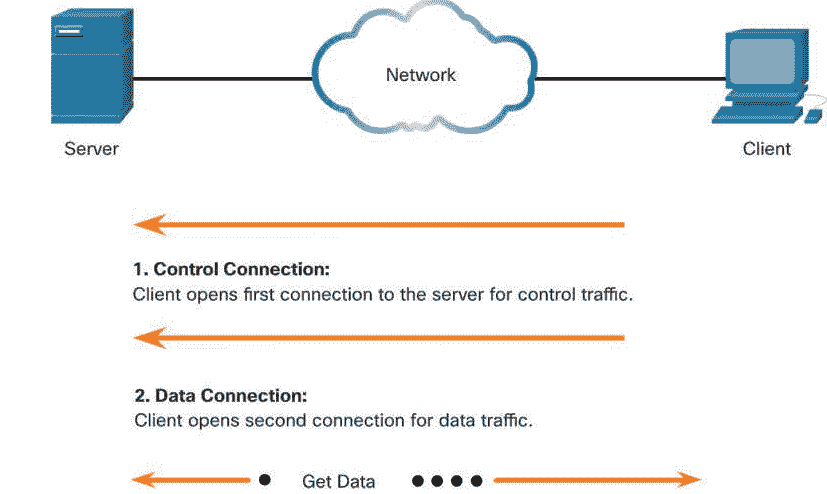 Network
Server
Client
1. Control Connection:
Client opens first connection to the server for control traffic.
2. Data Connection:
Client opens second connection for data traffic.
Get Data